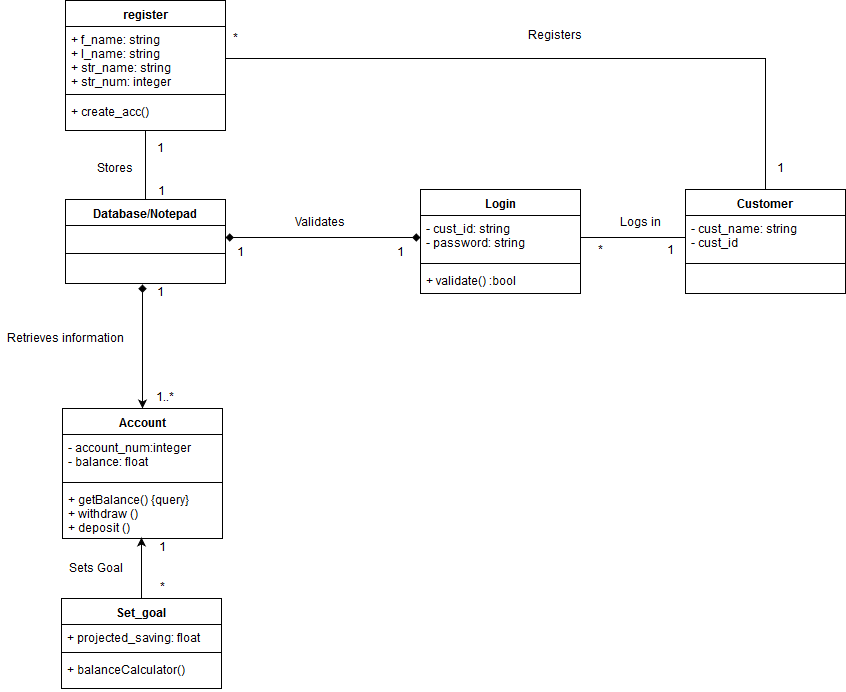 register
+ f_name: string
+ l_name: string
+ str_name: string
+ str_num: integer
+ create_acc()
*
Registers
1
Stores
1
1
Database/Notepad
Validates
1
1
Login
- cust_id: string
- password: string
+ validate() :bool
Logs in
*
1
Customer
- cust_name: string
- cust_id
1
Retrieves information
1..*
Account
- account_num:integer
- balance: float
+ getBalance() {query}
+ withdraw ()
+ deposit ()
1
Sets Goal
*
Set_goal
+ projected_saving: float
+ balanceCalculator()